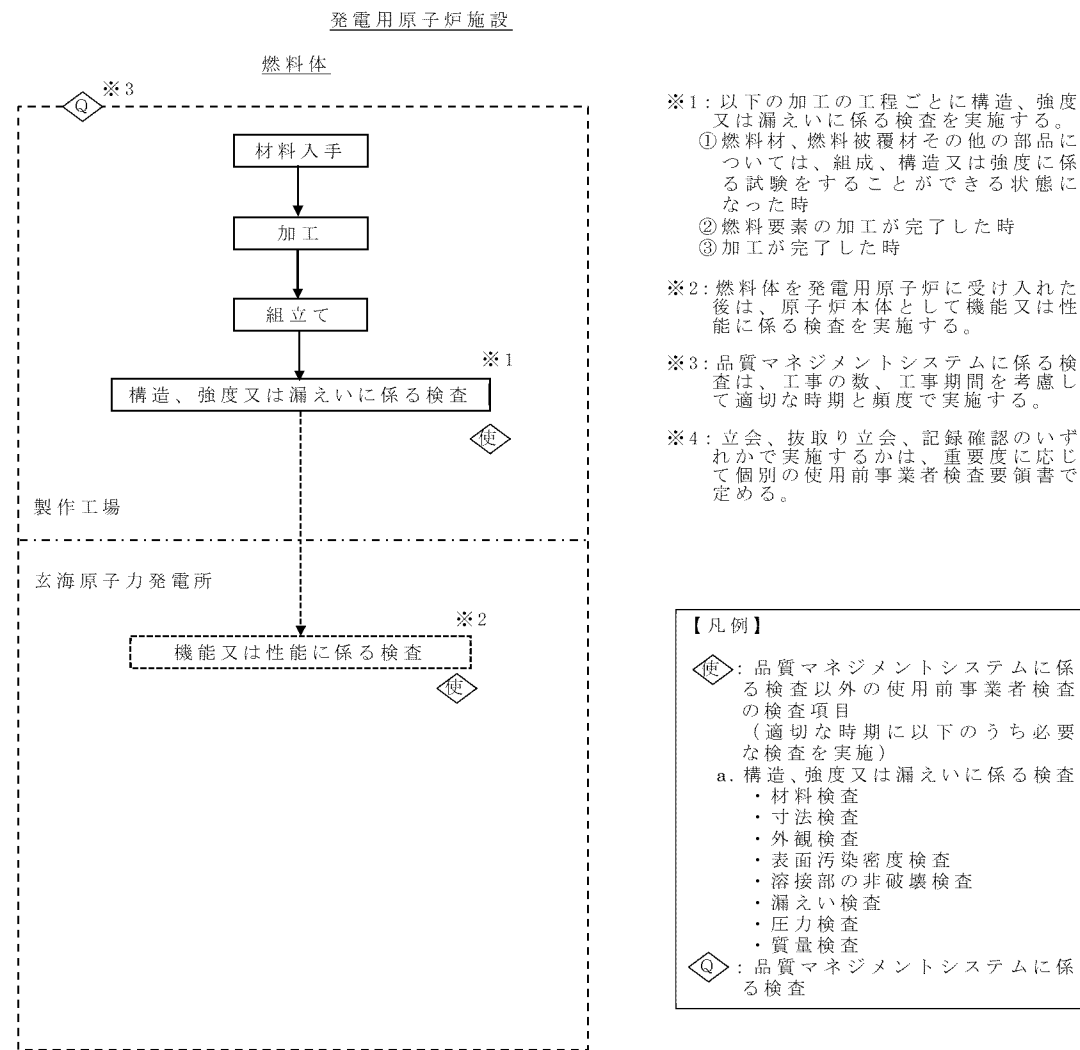 発電用原子炉施設
燃料体
Q
※3
材料入手
加工
組立て
※1
構造、強度又は漏えいに係る検査
使
製作工場
玄海原子力発電所
※2
機能又は性能に係る検査
使
※1:以下の加工の工程ごとに構造、強度
又は漏えいに係る検査を実施する。
①燃料材、燃料被覆材その他の部品に
ついては、組成、構造又は強度に係
る試験をすることができる状態に
なった時
②燃料要素の加工が完了した時
③加工が完了した時
※2:燃料体を発電用原子炉に受け入れた
後は、原子炉本体として機能又は性
能に係る検査を実施する。
※3:品質マネジメントシステムに係る検
査は、工事の数、工事期間を考慮し
て適切な時期と頻度で実施する。
※4:立会、抜取り立会、記録確認のいず
れかで実施するかは、重要度に応じ
て個別の使用前事業者検査要領書で
定める。
【凡例】
使:品質マネジメントシステムに係
る検査以外の使用前事業者検査
の検査項目
(適切な時期に以下のうち必要
な検査を実施)
a.構造、強度又は漏えいに係る検査
・材料検査
・寸法検査
・外観検査
・表面汚染密度検査
・溶接部の非破壊検査
・漏えい検査
・圧力検査
・質量検査
Q:品質マネジメントシステムに係
る検査